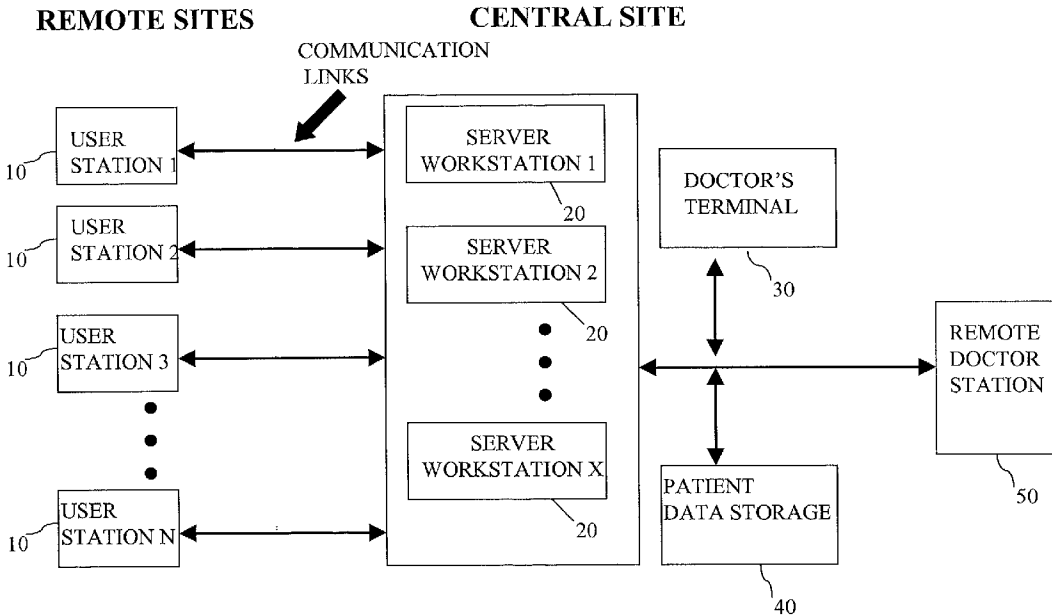 REMOTE SITES
CENTRAL SITE
COMMUNICATION
LINKS
10
USER
STATION 1
10
USER
STATION 2
10
USER
STATION 3
10
USER
STATION N
SERVER
WORKSTATION 1
20
SERVER
WORKSTATION 2
20
SERVER
WORKSTATION X
20
DOCTOR'S
TERMINAL
30
PATIENT
DATA STORAGE
40
REMOTE
DOCTOR
STATION
50